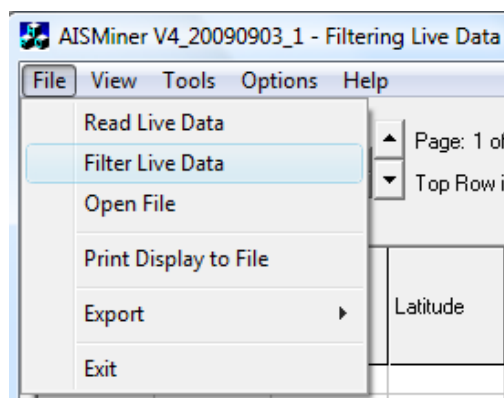 AISMiner V4_20090903_1 - Filtering Live Data
File View Tools Options Help
Read Live Data
Filter Live Data
Open File
Print Display to File
Export
Exit
Page: 1 of
Top Row i
Latitude